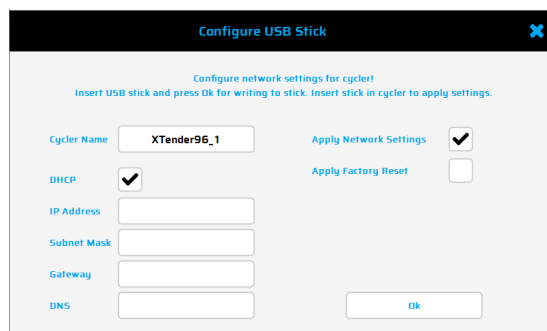 Configure USB Stick
Configure network settings for cycler!
Insert USB stick and press Ok for writing to stick. Insert stick in cycler to apply settings.
Cycler Name
XTender96_1
Apply Network Settings
DHCP
Apply Factory Reset
IP Address
Subnet Mask
Gateway
DNS
Ok